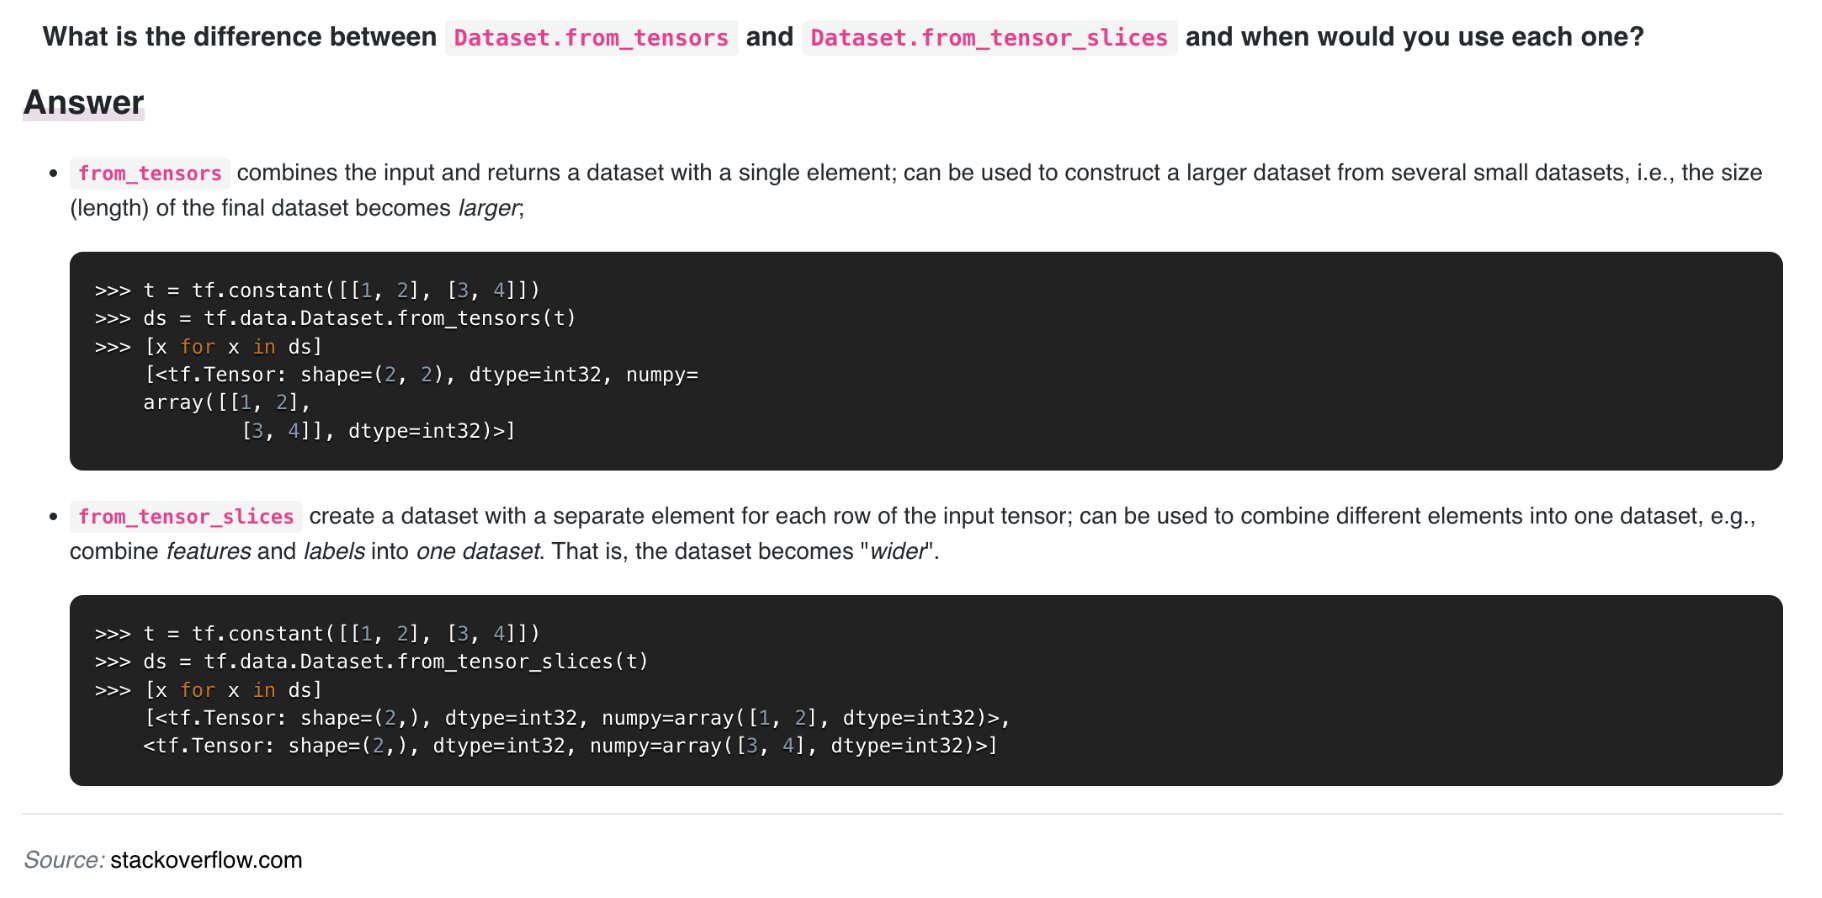 What is the difference between Dataset.from_tensors and Dataset.from_tensor_slices and when would you use each one?
Answer
• from_tensors combines the input and returns a dataset with a single element; can be used to construct a larger dataset from several small datasets, i.e., the size
(length) of the final dataset becomes larger;
>>> t = tf.constant([[1, 2], [3, 4]])
>>> ds = tf.data.Dataset.from_tensors(t)
>>> [x for x in ds]
    [<tf.Tensor: shape=(2, 2), dtype=int32, numpy=
    array([[1, 2],
            [3, 4]], dtype=int32)>]
• from_tensor_slices create a dataset with a separate element for each row of the input tensor; can be used to combine different elements into one dataset, e.g.,
combine features and labels into one dataset. That is, the dataset becomes "wider".
>>> t = tf.constant([[1, 2], [3, 4]])
>>> ds = tf.data.Dataset.from_tensor_slices(t)
>>> [x for x in ds]
    [<tf.Tensor: shape=(2,), dtype=int32, numpy=array([1, 2], dtype=int32)>,
    <tf.Tensor: shape=(2,), dtype=int32, numpy=array([3, 4], dtype=int32)>]
Source: stackoverflow.com